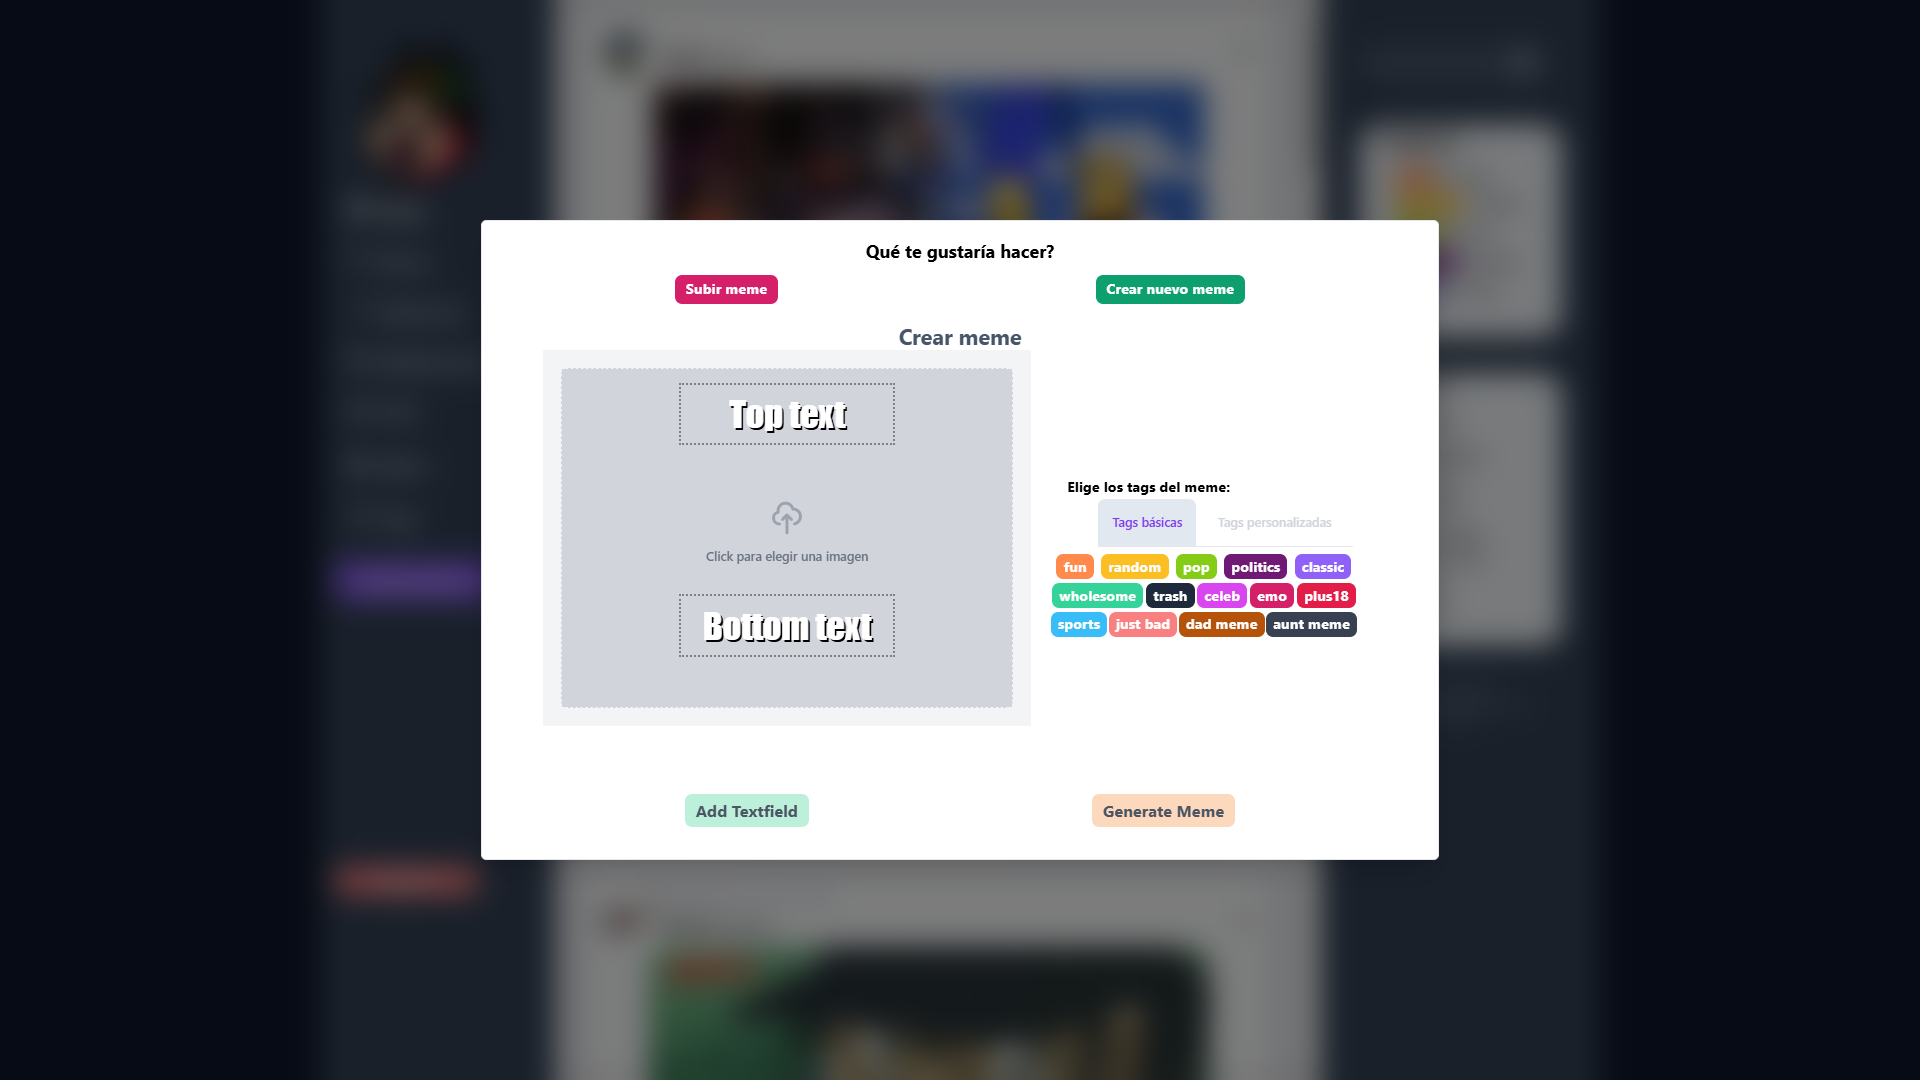 Qué te gustaría hacer?
Subir meme
Crear nuevo meme
Crear meme
Top text
Click para elegir una imagen
Bottom text
Elige los tags del meme:
Tags básicas
Tags personalizadas
fun random pop politics classic
wholesome trash celeb emo plus18
sports just bad dad meme aunt meme
Add Textfield
Generate Meme